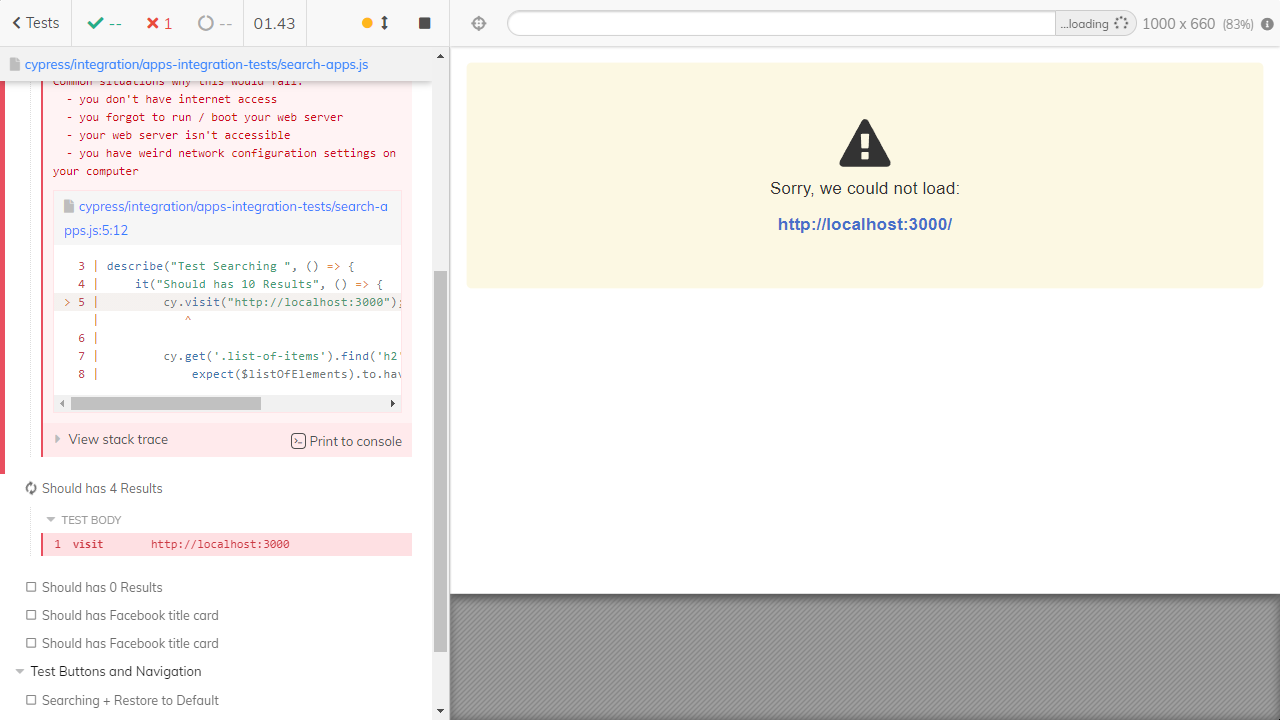 Tests
--
1
--
01.43
...loading
1000 x 660 (83%)
cypress/integration/apps-integration-tests/search-apps.js
Common situations why this would fail:
- you don't have internet access
- you forgot to run / boot your web server
- your web server isn't accessible
- you have weird network configuration settings on
your computer
cypress/integration/apps-integration-tests/search-a
pps.js:5:12
3 | describe("Test Searching ", () => {
4 |     it("Should has 10 Results", () => {
> 5 |         cy.visit("http://localhost:3000");
|            ^
6 |
7 |         cy.get('.list-of-items').find('h2'
8 |             expect($listOfElements).to.hav
View stack trace
Print to console
Should has 4 Results
TEST BODY
1 visit http://localhost:3000
Should has 0 Results
Should has Facebook title card
Should has Facebook title card
Test Buttons and Navigation
Searching + Restore to Default
Sorry, we could not load:
http://localhost:3000/